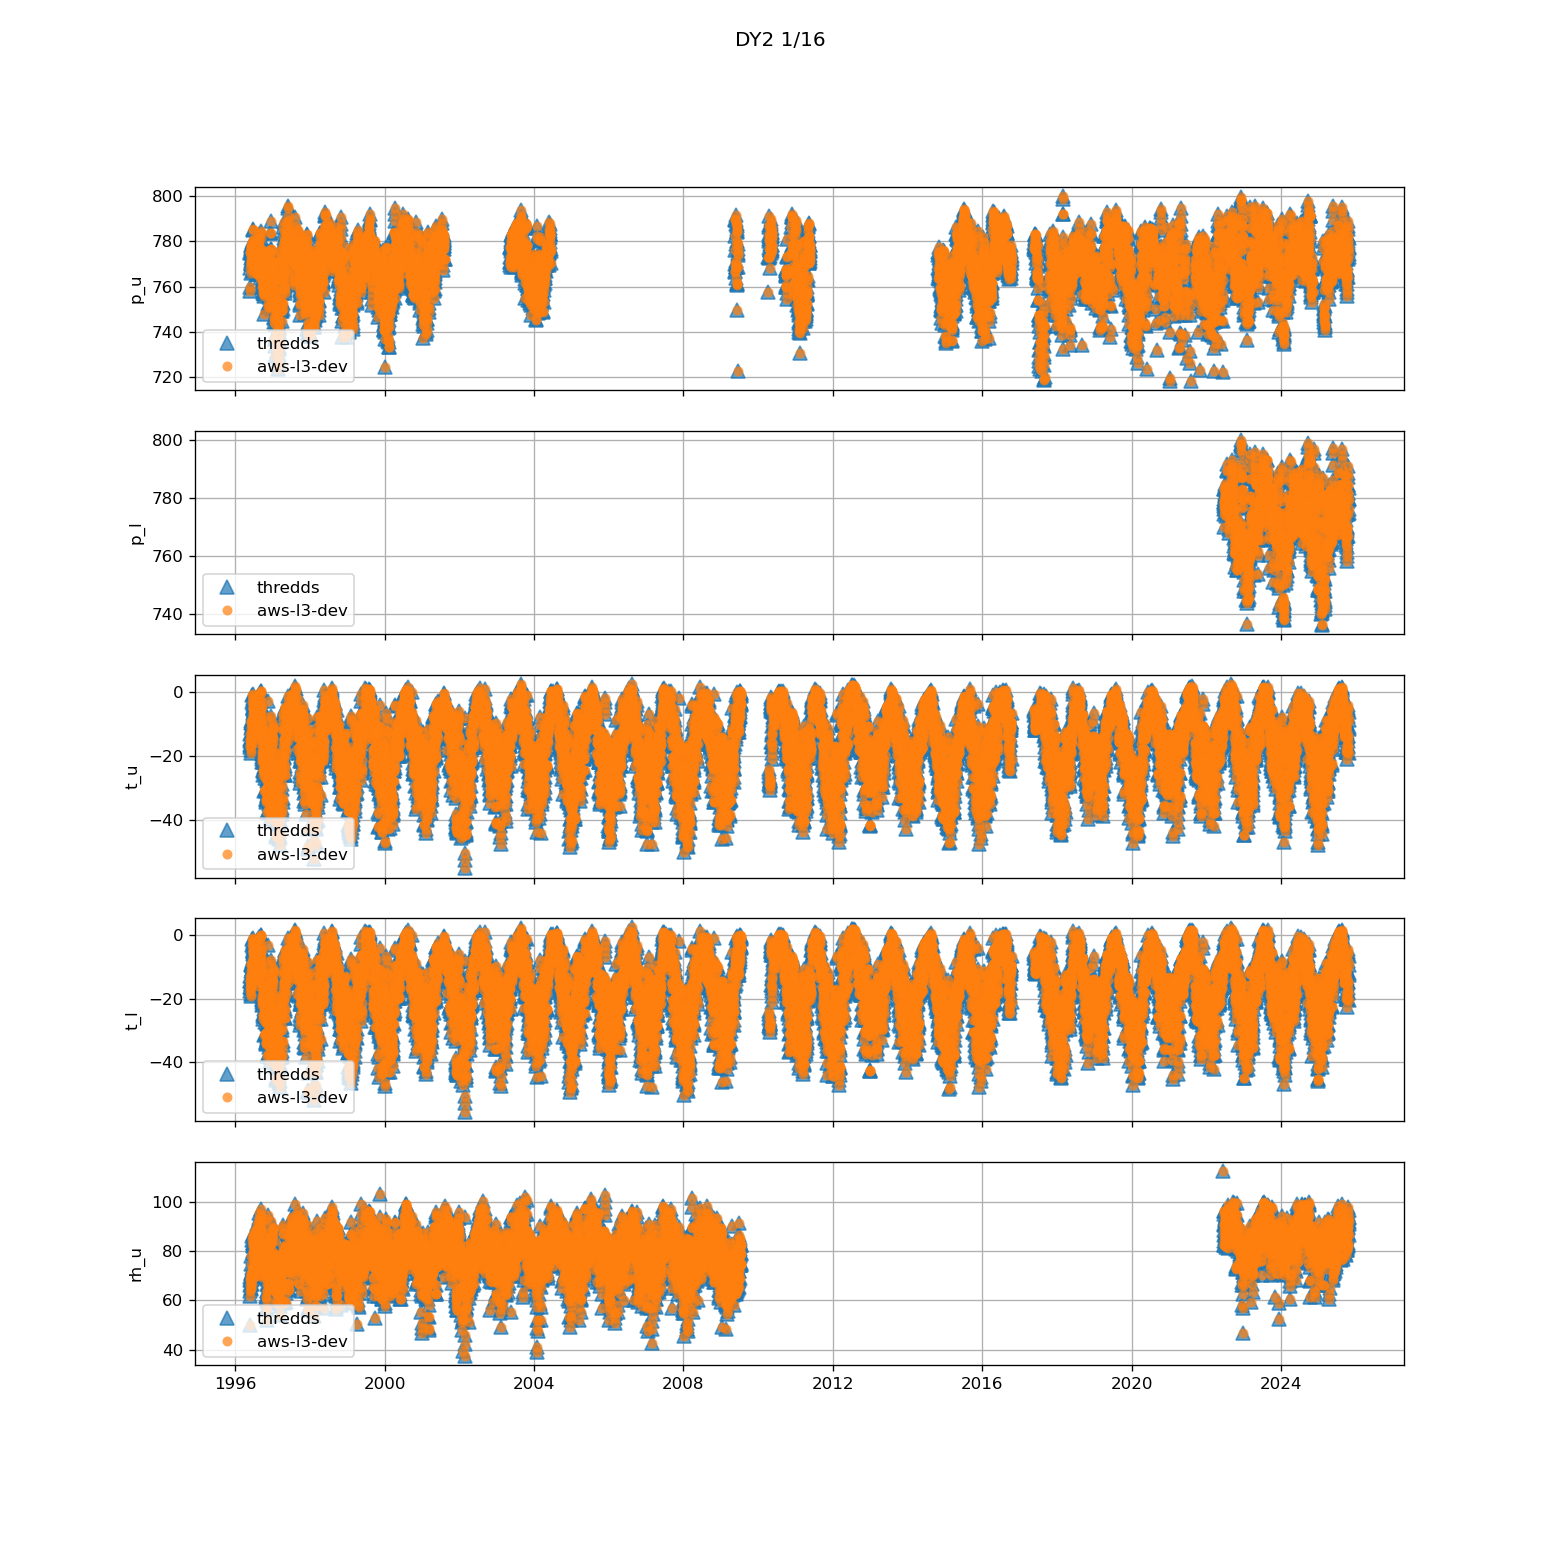 DY2 1/16
800
780
760
740
720
p_u
thredds
aws-l3-dev
800
780
760
740
p_l
thredds
aws-l3-dev
0
−20
−40
t_u
thredds
aws-l3-dev
0
−20
−40
t_l
thredds
aws-l3-dev
100
80
60
40
rh_u
thredds
aws-l3-dev
1996 2000 2004 2008 2012 2016 2020 2024